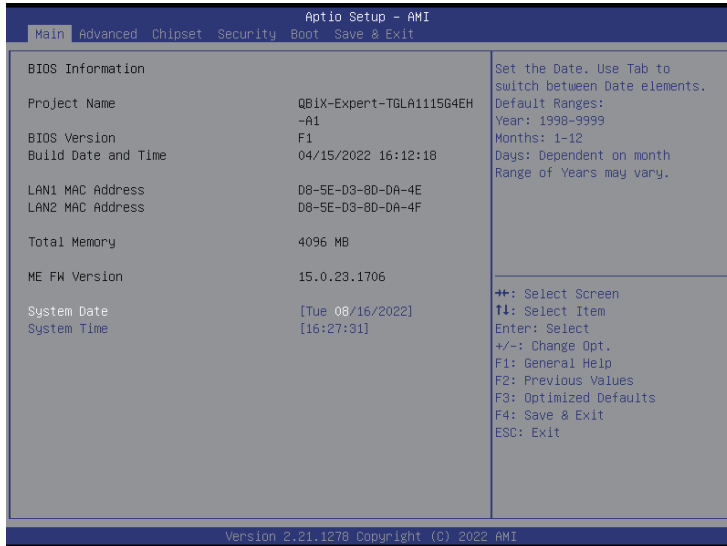 Aptio Setup - AMI
Main Advanced Chipset Security Boot Save & Exit
BIOS Information
Project Name QBiX-Expert-TGLA1115G4EH
-A1
BIOS Version F1
Build Date and Time 04/15/2022 16:12:18
LAN1 MAC Address D8-5E-D3-8D-DA-4E
LAN2 MAC Address D8-5E-D3-8D-DA-4F
Total Memory 4096 MB
ME FW Version 15.0.23.1706
System Date [Tue 08/16/2022]
System Time [16:27:31]
Set the Date. Use Tab to
switch between Date elements.
Default Ranges:
Year: 1998-9999
Months: 1-12
Days: Dependent on month
Range of Years may vary.
→←: Select Screen
↑↓: Select Item
Enter: Select
+/-: Change Opt.
F1: General Help
F2: Previous Values
F3: Optimized Defaults
F4: Save & Exit
ESC: Exit
Version 2.21.1278 Copyright (C) 2022 AMI